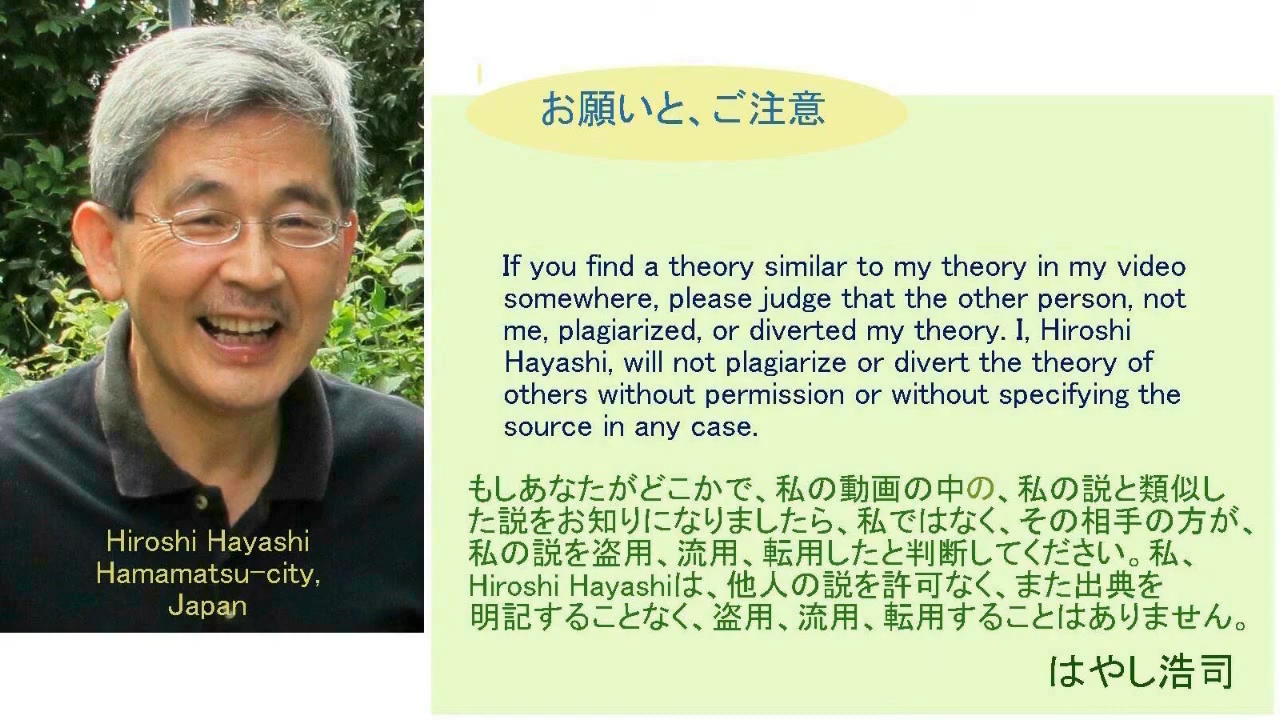 お願いと、ご注意
If you find a theory similar to my theory in my video
somewhere, please judge that the other person, not
me, plagiarized, or diverted my theory. I, Hiroshi
Hayashi, will not plagiarize or divert the theory of
others without permission or without specifying the
source in any case.
もしあなたがどこかで、私の動画の中の、私の説と類似し
た説をお知りになりましたら、私ではなく、その相手の方が、
私の説を盗用、流用、転用したと判断してください。私、
Hiroshi Hayashiは、他人の説を許可なく、また出典を
明記することなく、盗用、流用、転用することはありません。
はやし浩司
Hiroshi Hayashi
Hamamatsu-city,
Japan